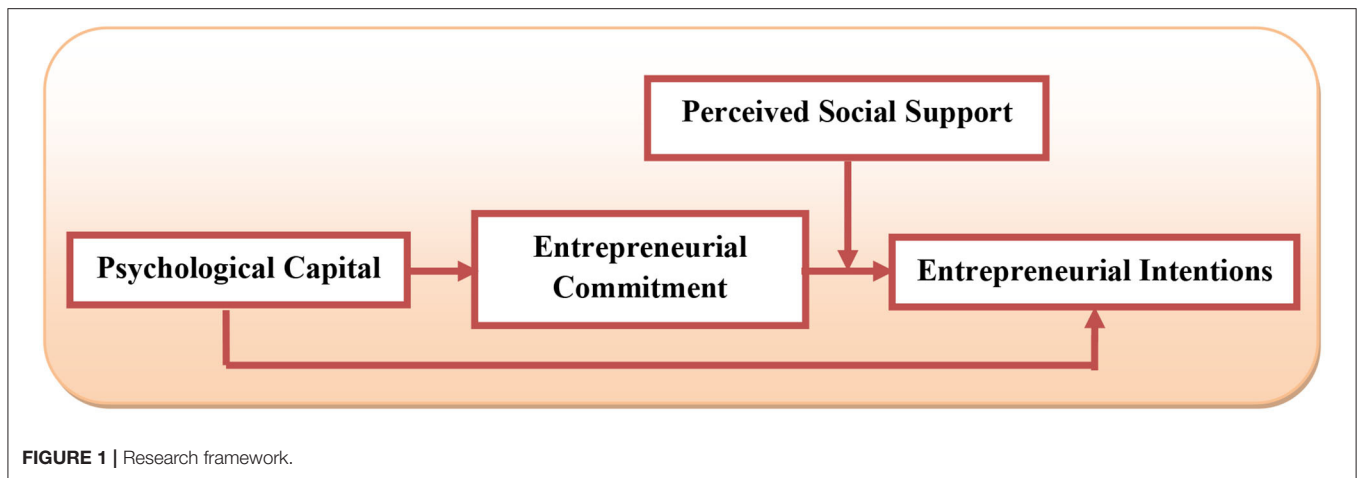 Perceived Social Support
Psychological Capital
Entrepreneurial
Commitment
Entrepreneurial Intentions
FIGURE 1 | Research framework.